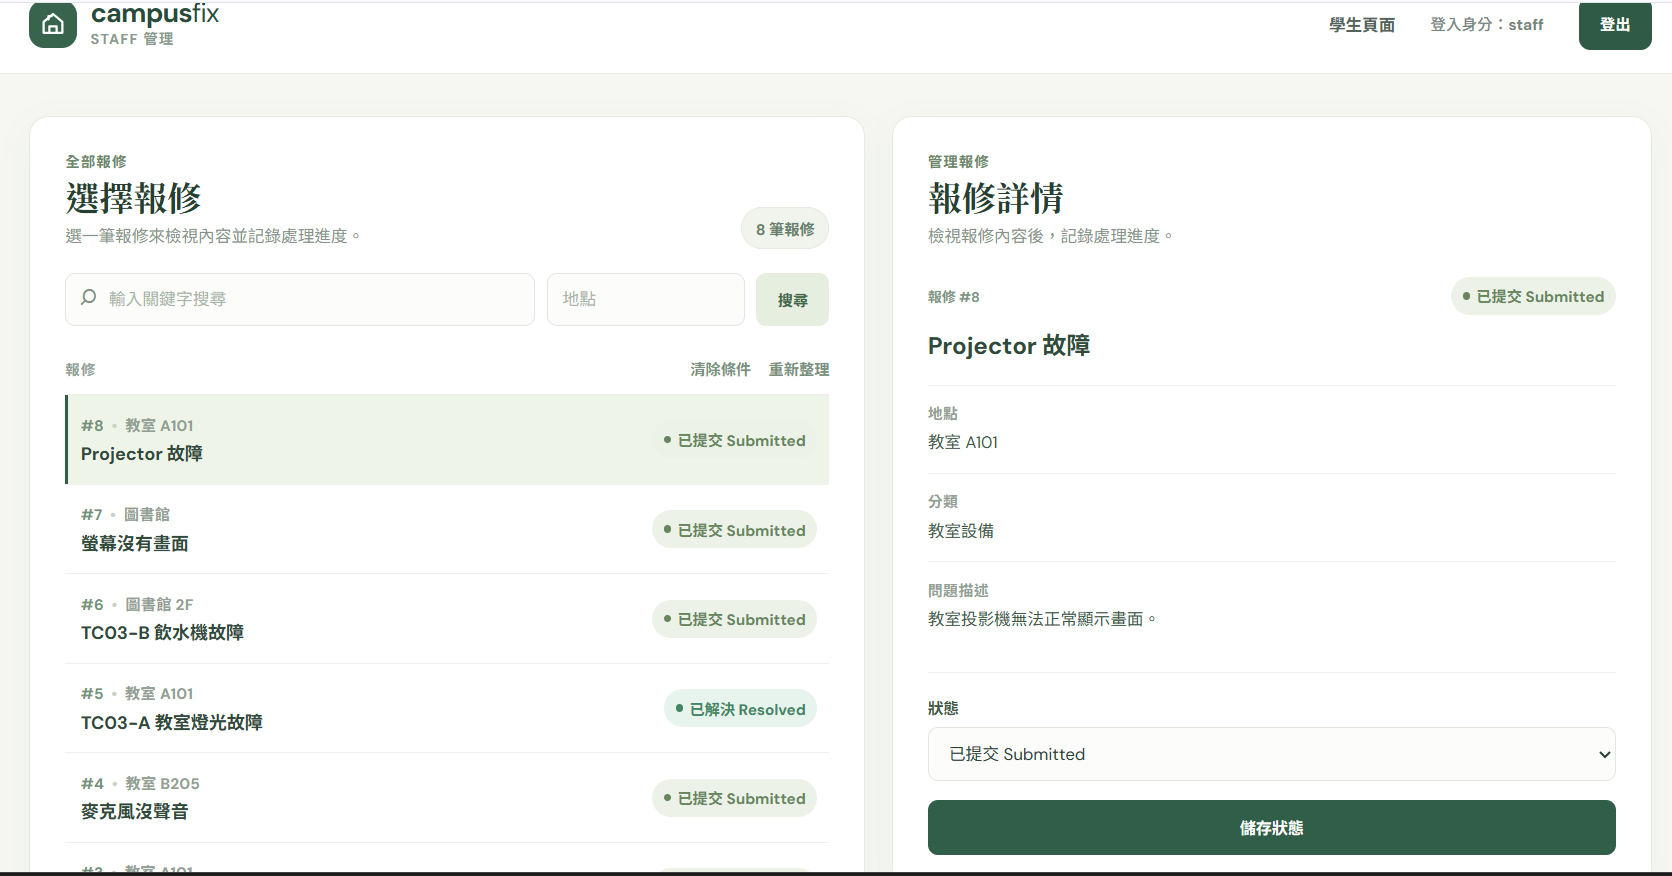 campusfix
STAFF 管理
學生頁面
登入身分：staff
登出
全部報修
選擇報修
選一筆報修來檢視內容並記錄處理進度。
8 筆報修
輸入關鍵字搜尋
地點
搜尋
報修
清除條件
重新整理
#8 • 教室 A101
Projector 故障
已提交 Submitted
#7 • 圖書館
螢幕沒有畫面
已提交 Submitted
#6 • 圖書館 2F
TC03-B 飲水機故障
已提交 Submitted
#5 • 教室 A101
TC03-A 教室燈光故障
已解決 Resolved
#4 • 教室 B205
麥克風沒聲音
已提交 Submitted
教室 A101
管理報修
報修詳情
檢視報修內容後，記錄處理進度。
報修 #8
已提交 Submitted
Projector 故障
地點
教室 A101
分類
教室設備
問題描述
教室投影機無法正常顯示畫面。
狀態
已提交 Submitted
儲存狀態